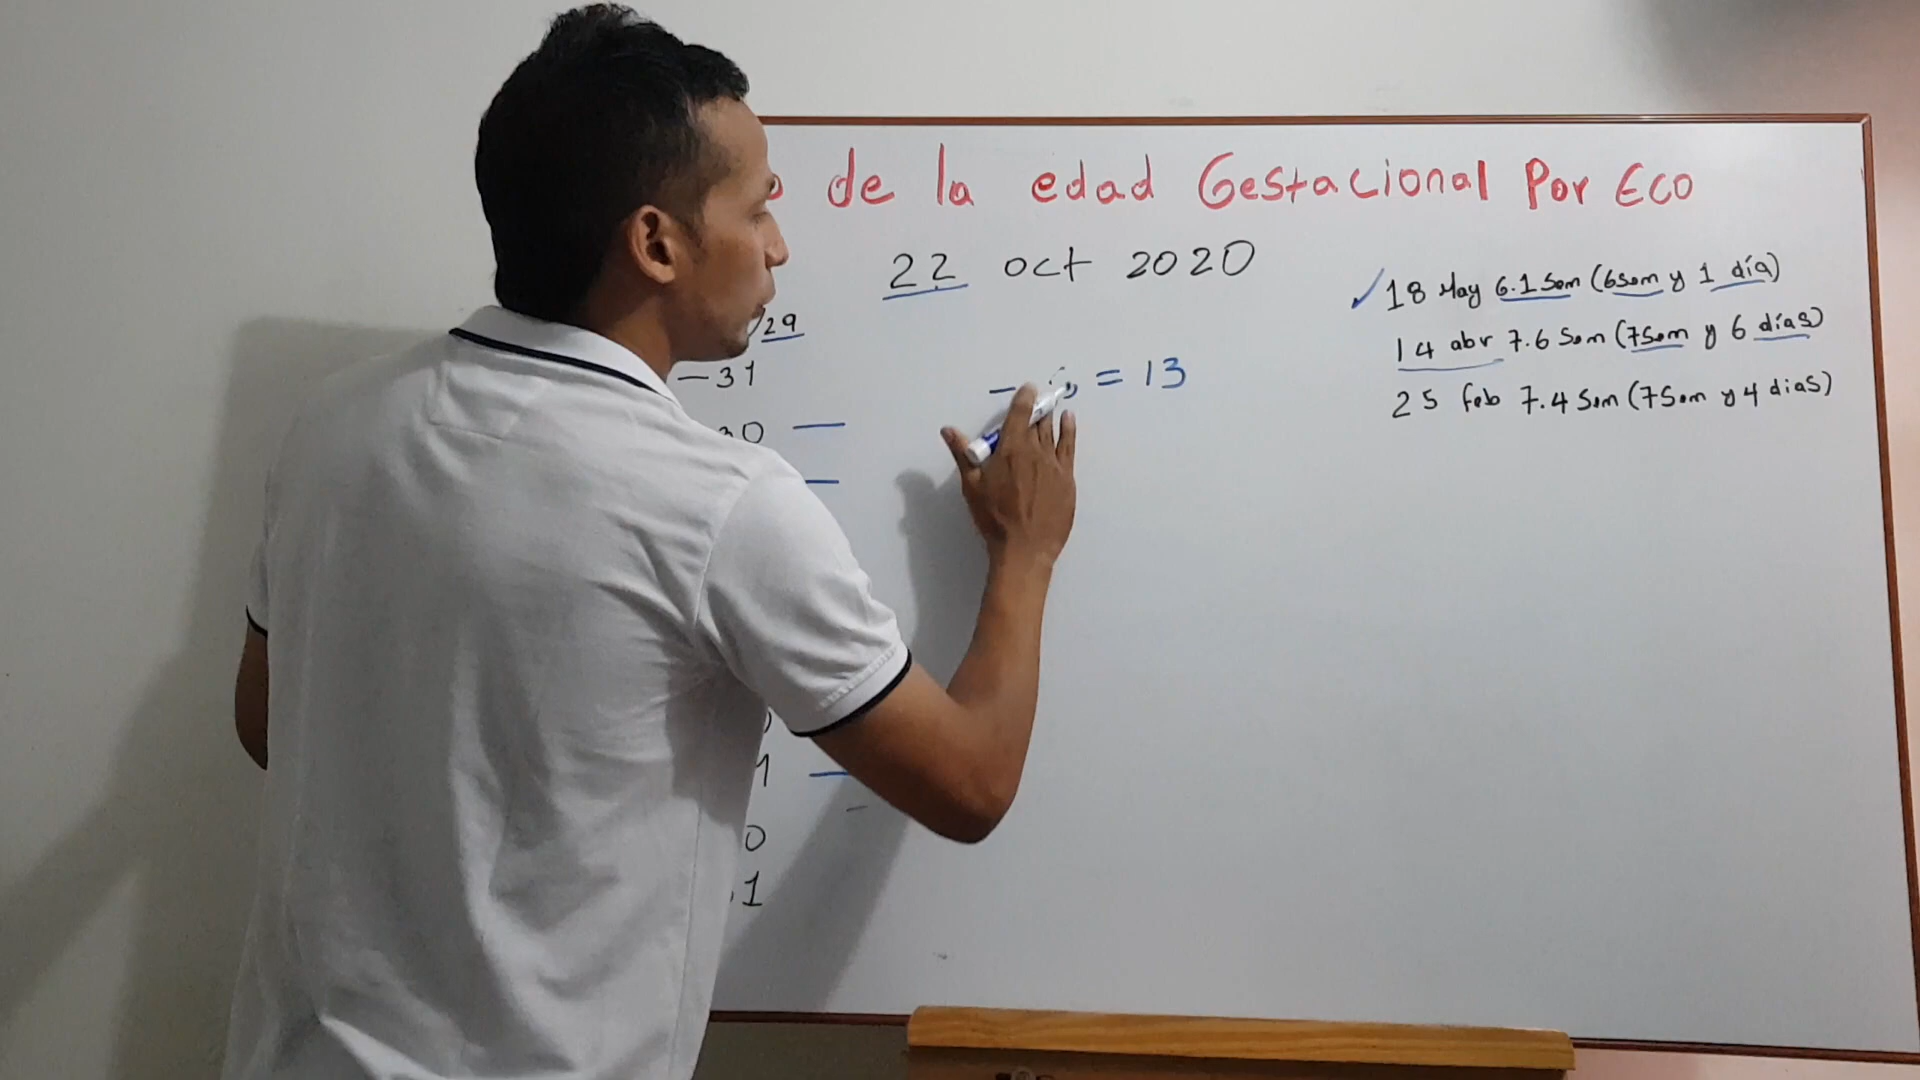 de la edad Gestacional Por Eco
22 oct 2020
✓ 18 May 6.1 Sem (6sem y 1 día)
14 abr 7.6 Sem (7sem y 6 días)
25 feb 7.4 Sem (7Sem y 4 dias)
/29
-31
= 13
30 —
—
1 —
0
31